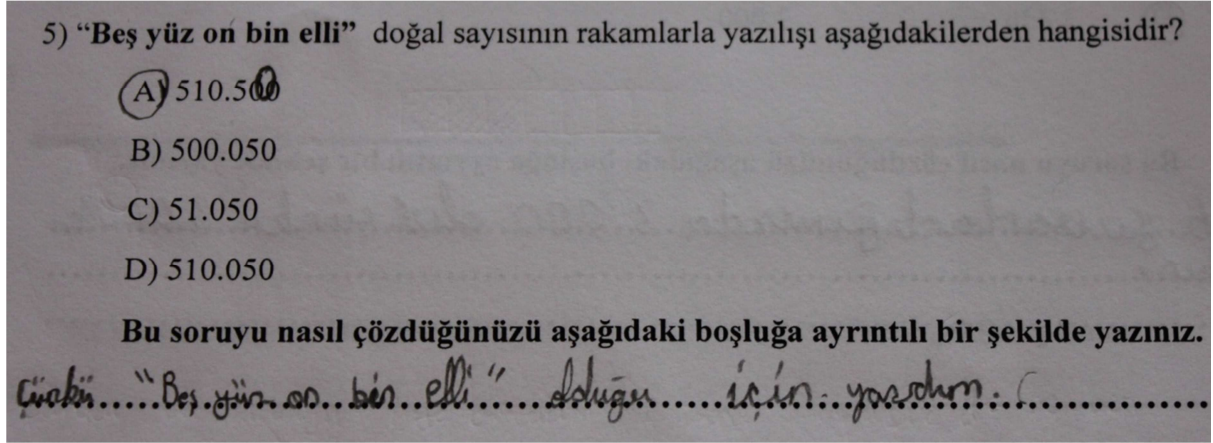 5) “Beş yüz on bin elli” doğal sayısının rakamlarla yazılışı aşağıdakilerden hangisidir?
A) 510.500
B) 500.050
C) 51.050
D) 510.050
Bu soruyu nasıl çözdüğünüzü aşağıdaki boşluğa ayrıntılı bir şekilde yazınız.
Çünkü "Beş yüz on bin elli" olduğu için yazdım.